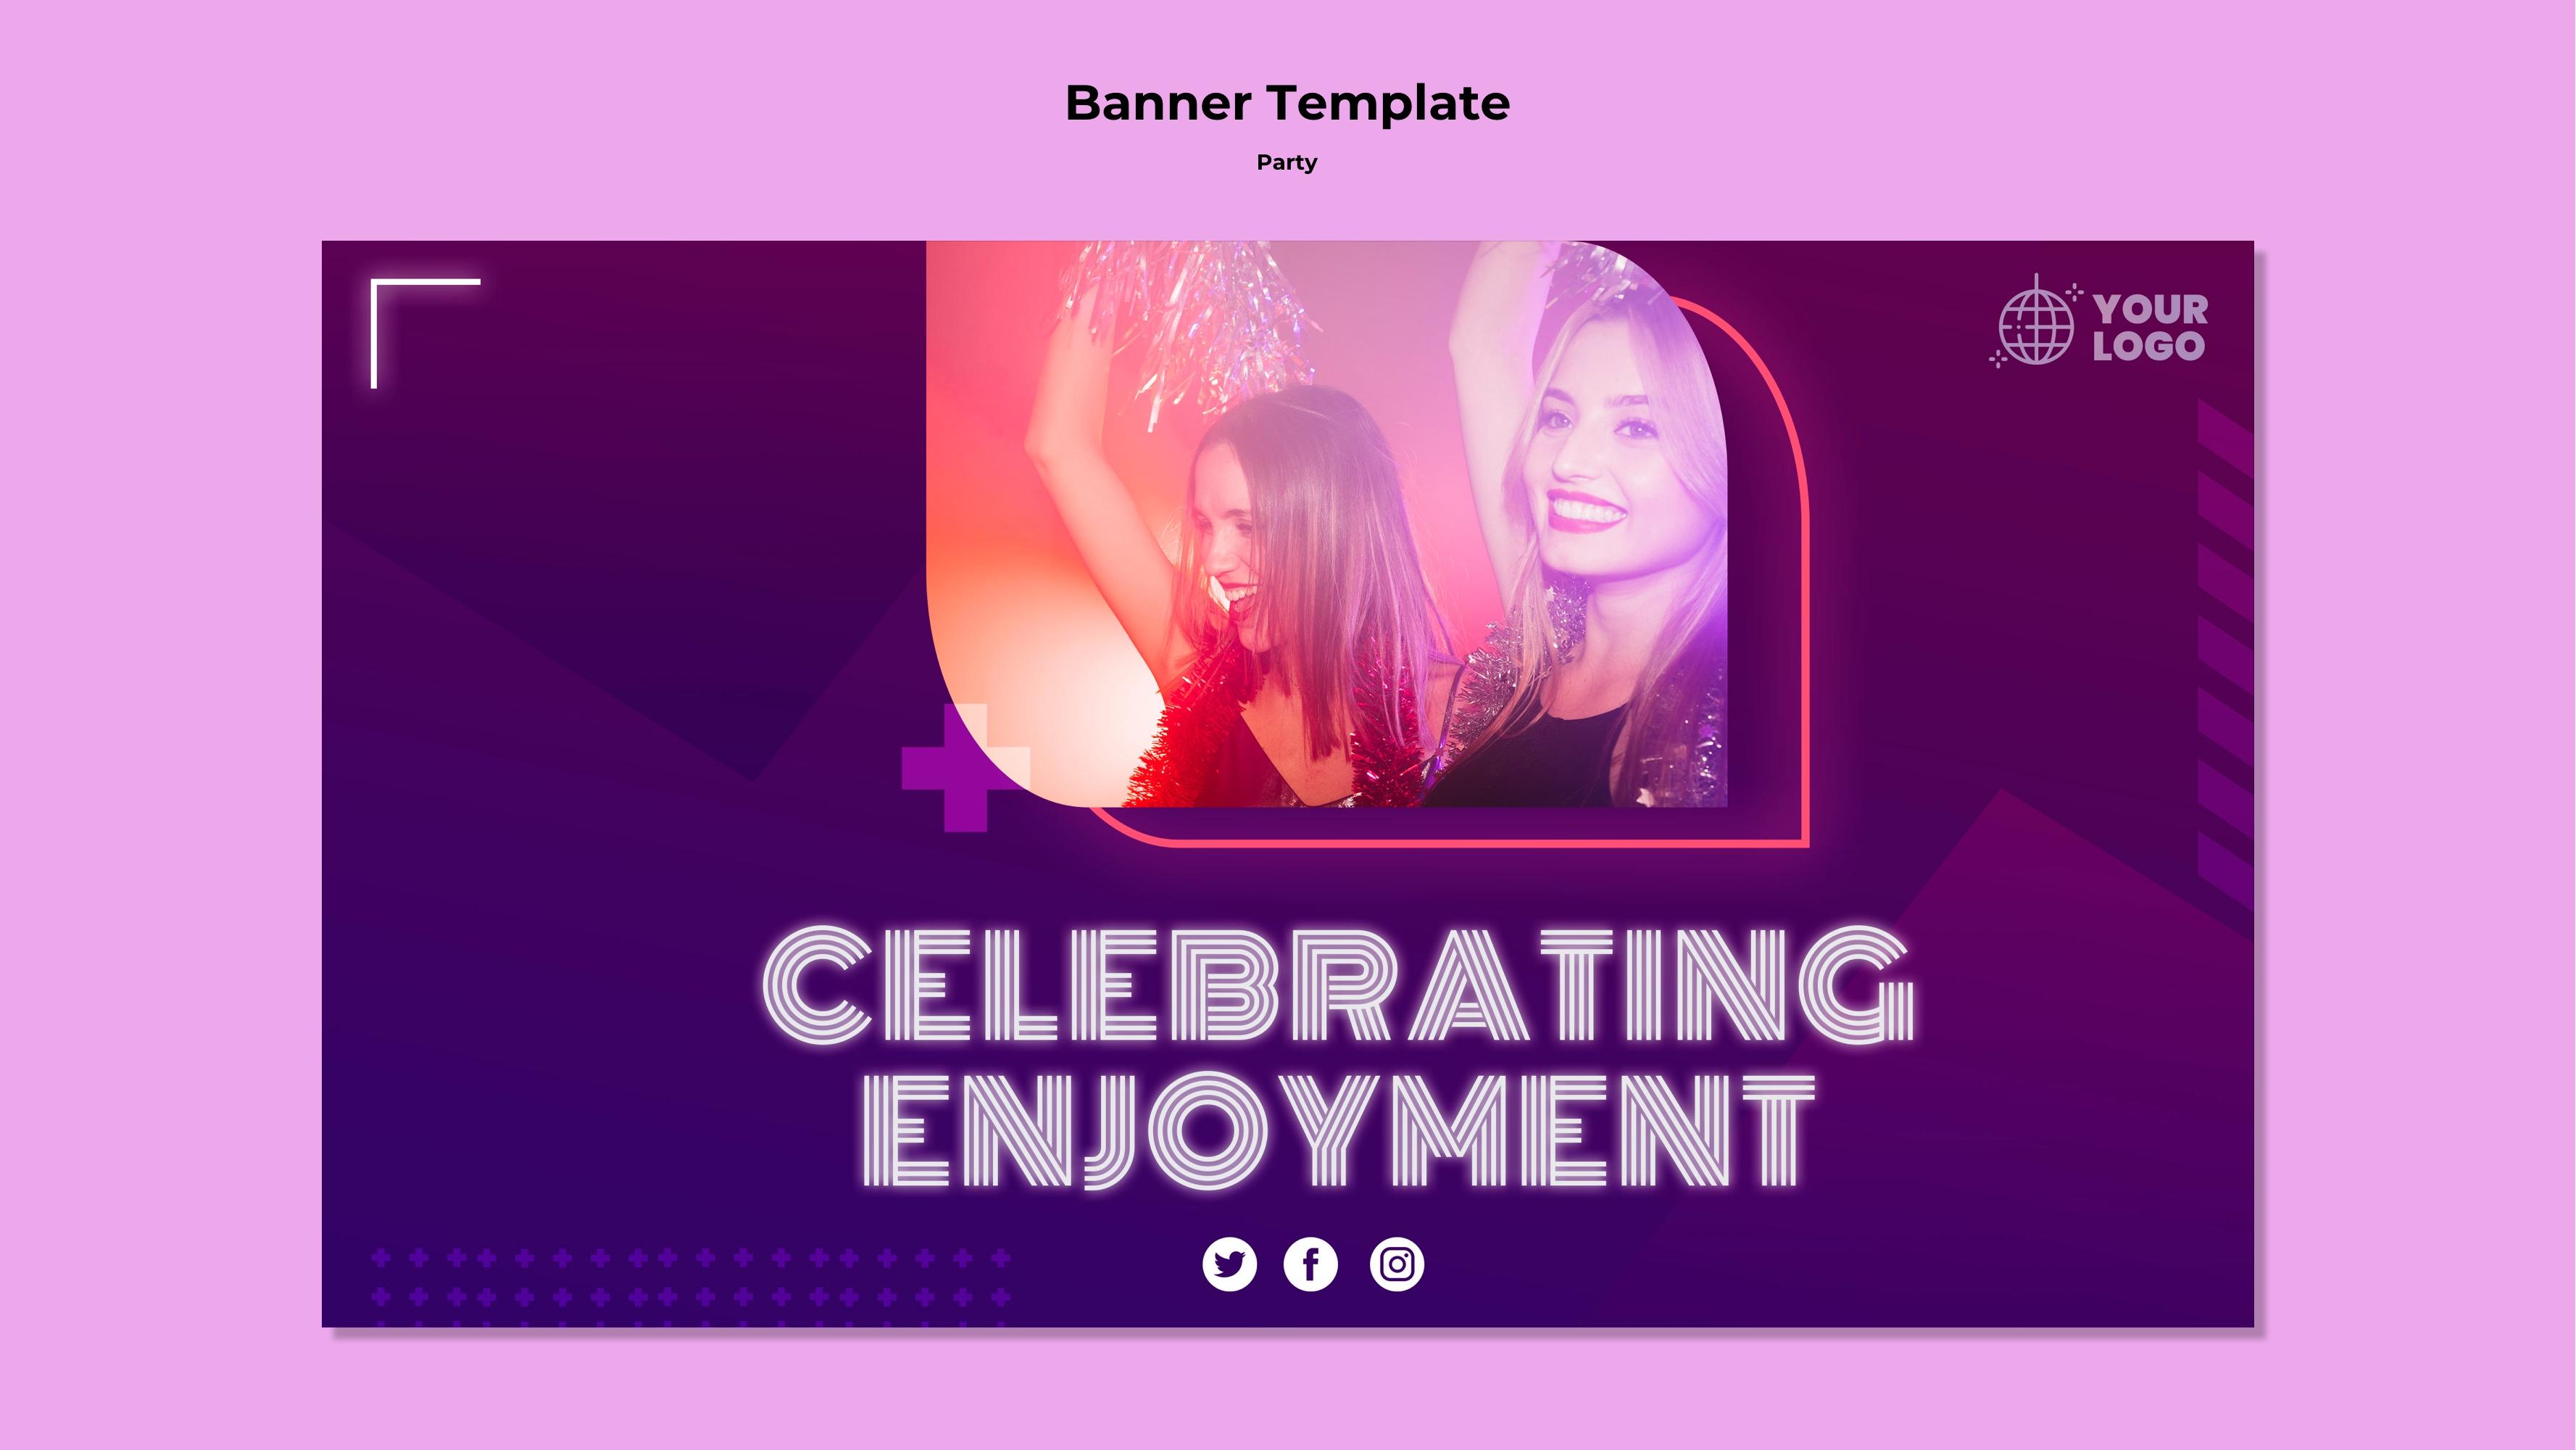 Banner Template
Party
YOUR
LOGO
CELEBRATING
ENJOYMENT